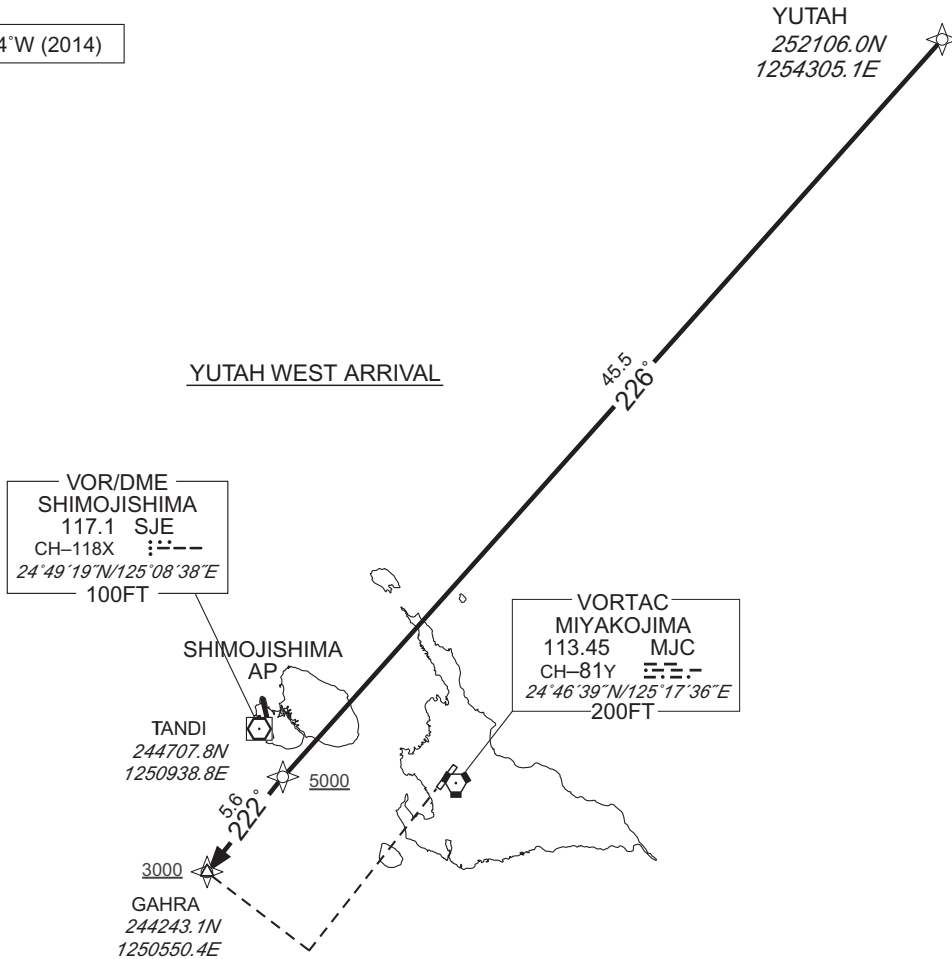 4°W (2014)
YUTAH
252106.0N
1254305.1E
45.5
226°
YUTAH WEST ARRIVAL
VOR/DME
SHIMOJISHIMA
117.1 SJE
CH–118X
24°49´19˝N/125°08´38˝E
100FT
VORTAC
MIYAKOJIMA
113.45 MJC
CH–81Y
24°46´39˝N/125°17´36˝E
200FT
SHIMOJISHIMA
AP
TANDI
244707.8N
1250938.8E
5000
5.6
222°
3000
GAHRA
244243.1N
1250550.4E